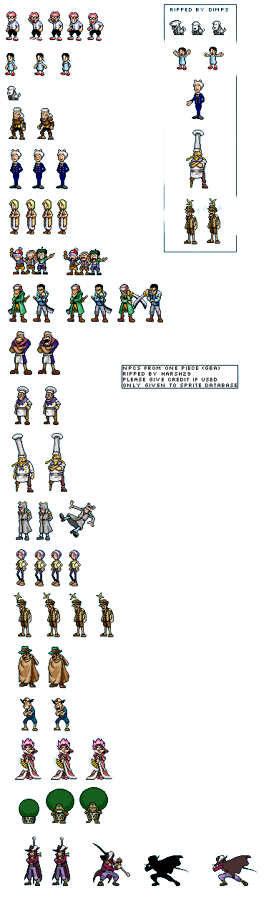 RIPPED BY DIMPS
NPCS FROM ONE PIECE (GBA)
RIPPED BY HARSH29
PLEASE GIVE CREDIT IF USED
ONLY GIVEN TO SPRITE DATABASE